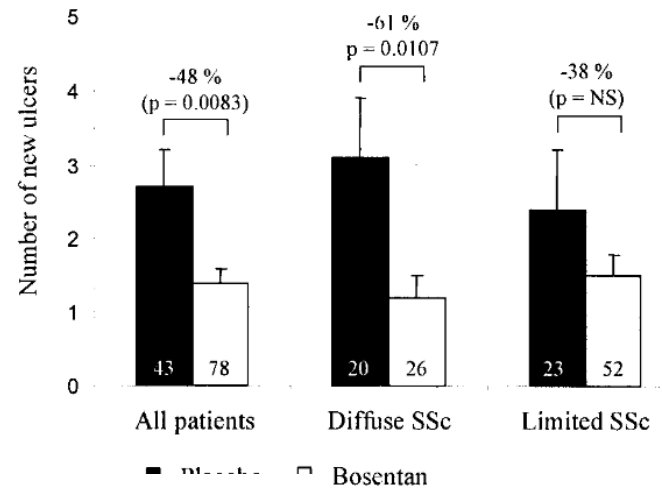 5
4
3
2
1
0
Number of new ulcers
-48 %
(p = 0.0083)
-61 %
p = 0.0107
-38 %
(p = NS)
43 78
20 26
23 52
All patients Diffuse SSc Limited SSc
Bosentan